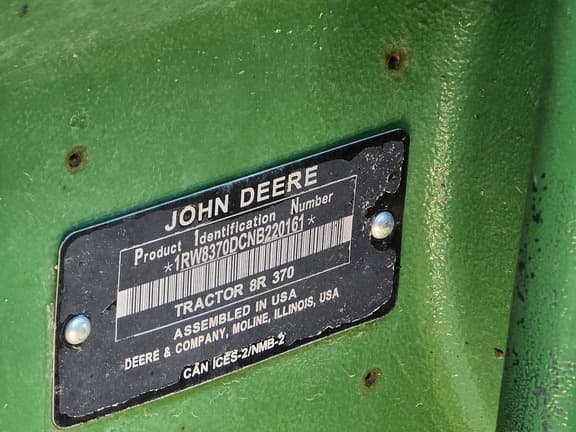 JOHN DEERE
Product Identification Number
*1RW8370DCNB220161*
TRACTOR 8R 370
ASSEMBLED IN USA
DEERE & COMPANY, MOLINE, ILLINOIS, USA
CAN ICES-2/NMB-2